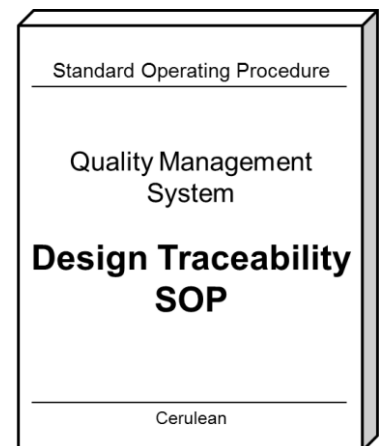 Standard Operating Procedure
Quality Management
System
Design Traceability
SOP
Cerulean